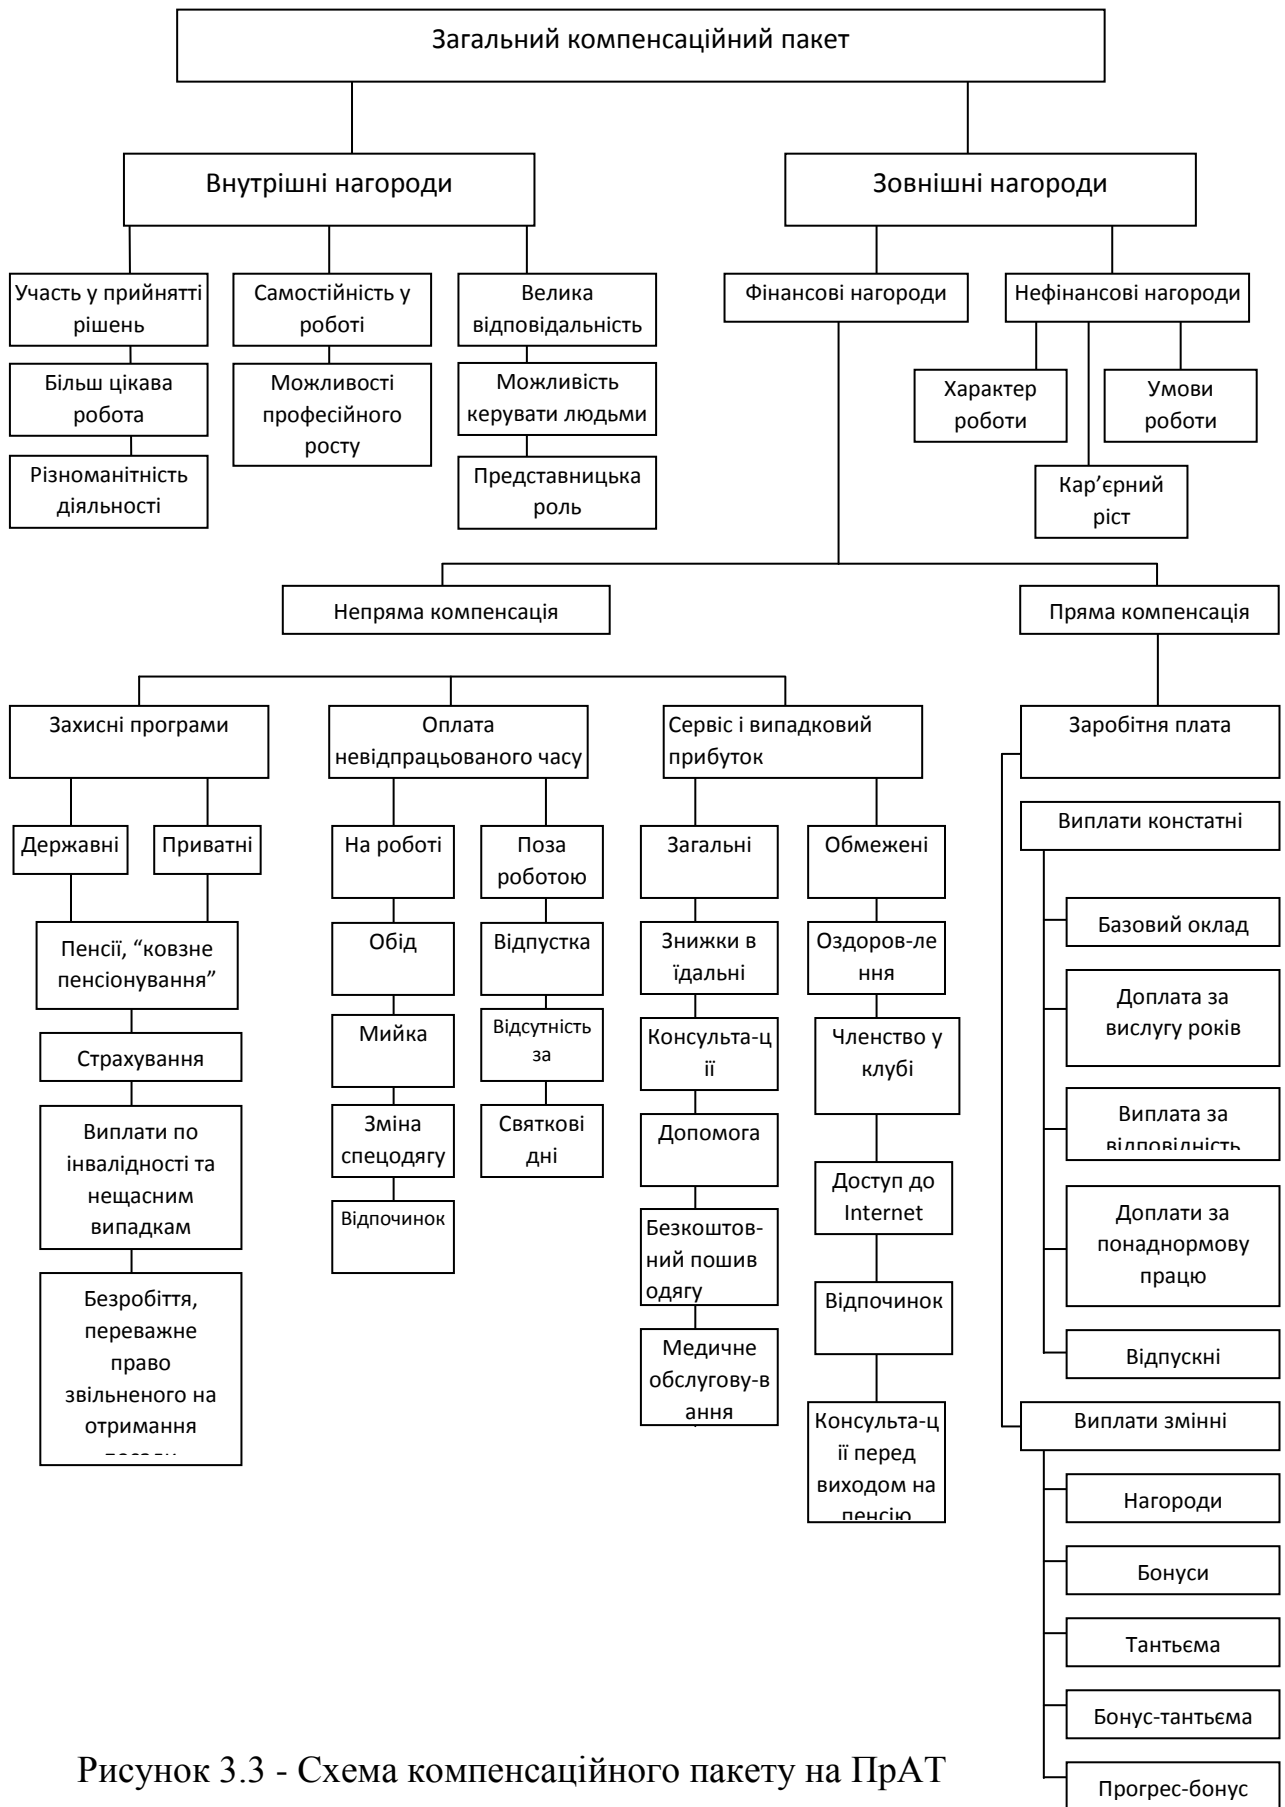 Загальний компенсаційний пакет
Внутрішні нагороди
Зовнішні нагороди
Участь у прийнятті
рішень
Самостійність у
роботі
Велика
відповідальність
Фінансові нагороди
Нефінансові нагороди
Більш цікава
робота
Можливості
професійного
росту
Можливість
керувати людьми
Характер
роботи
Умови
роботи
Різноманітність
діяльності
Представницька
роль
Кар’єрний
ріст
Непряма компенсація
Пряма компенсація
Захисні програми
Оплата
невідпрацьованого часу
Сервіс і випадковий
прибуток
Заробітня плата
Державні
Приватні
На роботі
Поза
роботою
Загальні
Обмежені
Виплати констатні
Пенсії, “ковзне
пенсіонування”
Страхування
Виплати по
інвалідності та
нещасним
випадкам
Безробіття,
переважне
право
звільненого на
отримання
Обід
Мийка
Зміна
спецодягу
Відпочинок
Відпустка
Відсутність
за
Святкові
дні
Знижки в
їдальні
Консульта-ц
ії
Допомога
Безкоштов-
ний пошив
одягу
Медичне
обслугову-в
ання
Оздоров-ле
ння
Членство у
клубі
Доступ до
Internet
Відпочинок
Консульта-ц
ії перед
виходом на
пенсію
Базовий оклад
Доплата за
вислугу років
Виплата за
відповідність
Доплати за
понаднормову
працю
Відпускні
Виплати змінні
Нагороди
Бонуси
Тантьєма
Бонус-тантьєма
Прогрес-бонус
Рисунок 3.3 - Схема компенсаційного пакету на ПрАТ